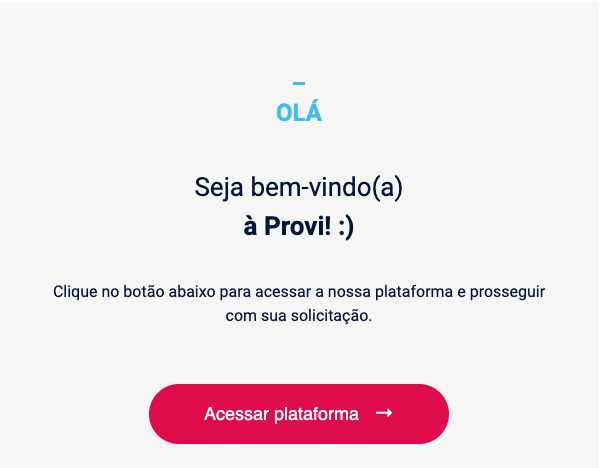 OLÁ
Seja bem-vindo(a)
à Provi! :)
Clique no botão abaixo para acessar a nossa plataforma e prosseguir
com sua solicitação.
Acessar plataforma →